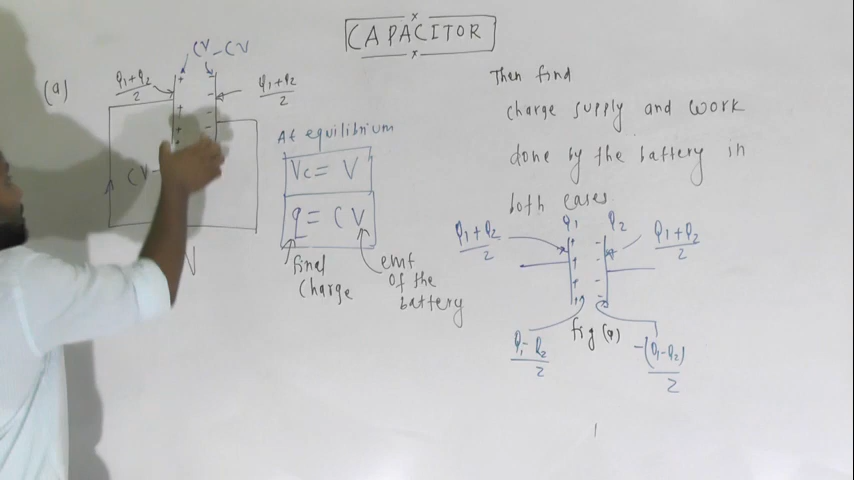 CAPACITOR
(a)
CV -CV
q1+q2/2
q1+q2/2
CV
V
At equilibrium
Vc = V
q = CV
final charge
emf of the battery
Then find
charge supply and work
done by the battery in
both cases
q1 q2
q1+q2/2
q1+q2/2
fig (a)
q1-q2/2
-(q1-q2)/2